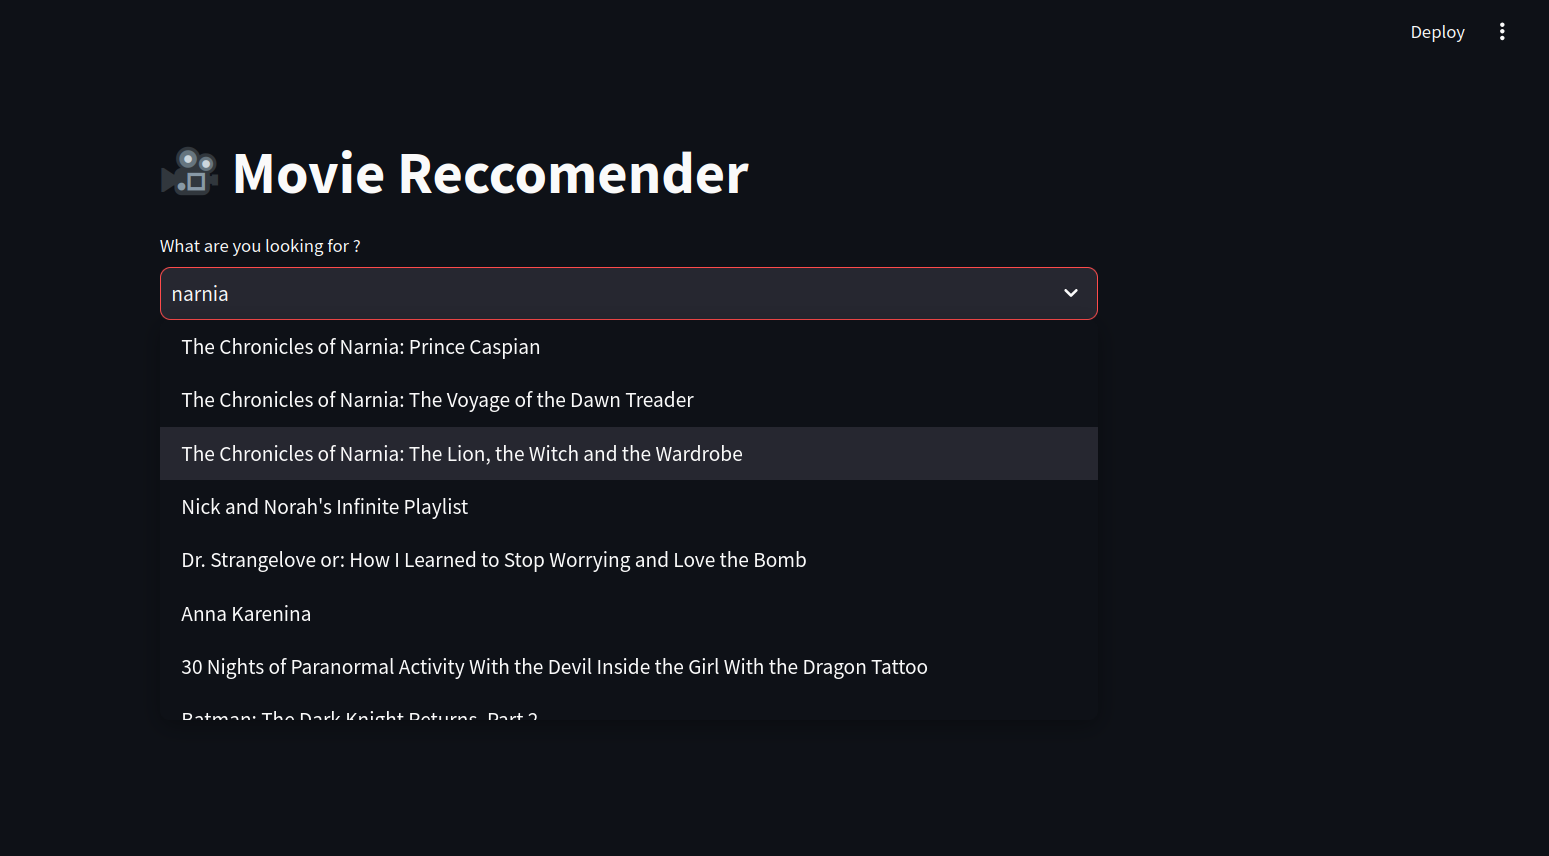 Deploy
Movie Reccomender
What are you looking for ?
narnia
The Chronicles of Narnia: Prince Caspian
The Chronicles of Narnia: The Voyage of the Dawn Treader
The Chronicles of Narnia: The Lion, the Witch and the Wardrobe
Nick and Norah's Infinite Playlist
Dr. Strangelove or: How I Learned to Stop Worrying and Love the Bomb
Anna Karenina
30 Nights of Paranormal Activity With the Devil Inside the Girl With the Dragon Tattoo
Batman: The Dark Knight Returns, Part 2